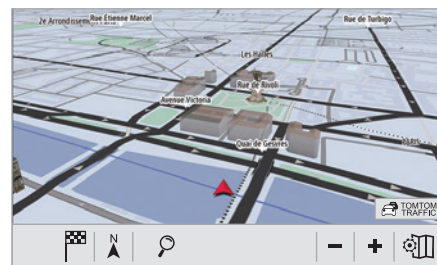 2e Arrondissem
Rue Étienne Marcel
Rue de Turbigo
Les Halles
Rue de Rivoli
Avenue Victoria
Quai de Gesvres
TOMTOM
TRAFFIC
N